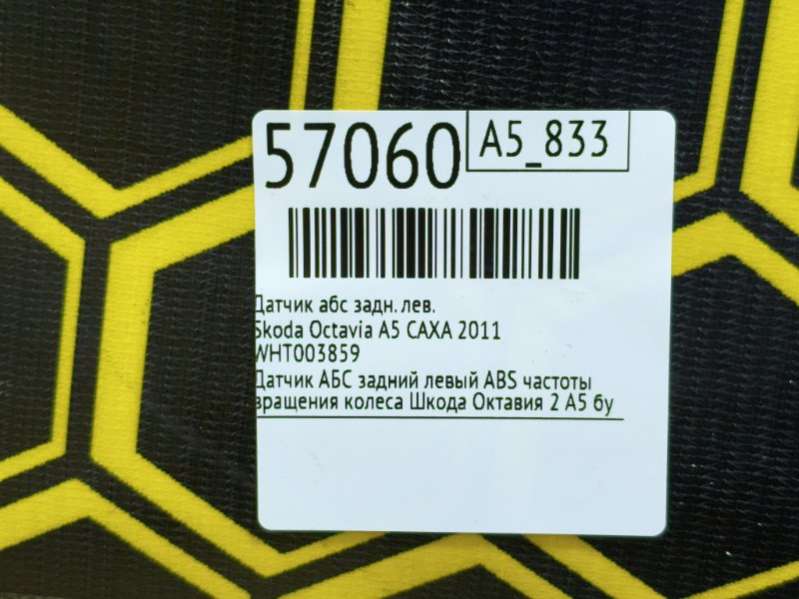 57060
A5_833
Датчик абс задн. лев.
Skoda Octavia A5 CAXA 2011
WHT003859
Датчик АБС задний левый ABS частоты
вращения колеса Шкода Октавия 2 А5 бу